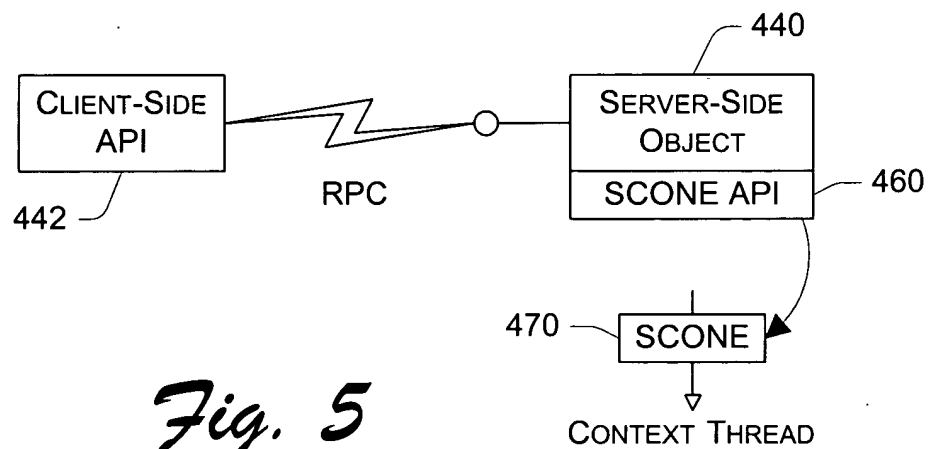 440
CLIENT-SIDE
API
SERVER-SIDE
OBJECT
RPC
SCONE API
460
442
470
SCONE
Fig. 5
CONTEXT THREAD